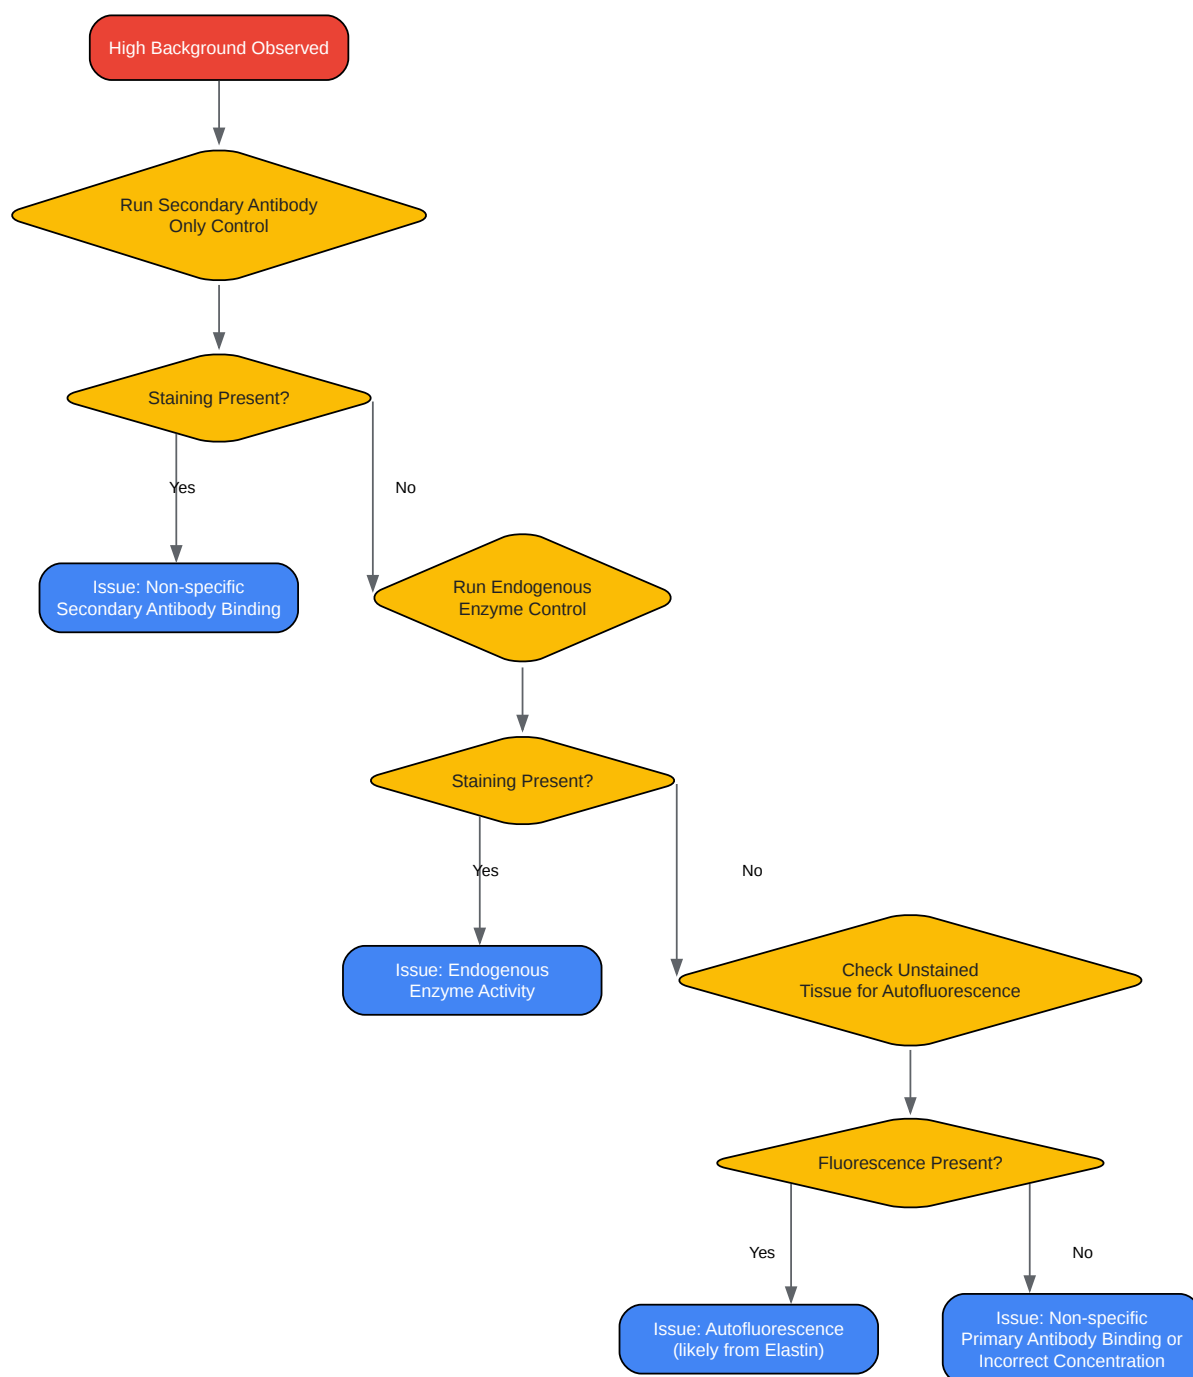 High Background Observed
Run Secondary Antibody
Only Control
Staining Present?
Yes
No
Issue: Non-specific
Secondary Antibody Binding
Run Endogenous
Enzyme Control
Staining Present?
Yes
No
Issue: Endogenous
Enzyme Activity
Check Unstained
Tissue for Autofluorescence
Fluorescence Present?
Yes
No
Issue: Autofluorescence
(likely from Elastin)
Issue: Non-specific
Primary Antibody Binding or
Incorrect Concentration